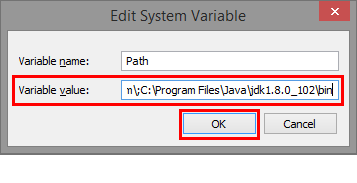 Edit System Variable
Variable name: Path
Variable value: n\;C:\Program Files\Java\jdk1.8.0_102\bin
OK Cancel